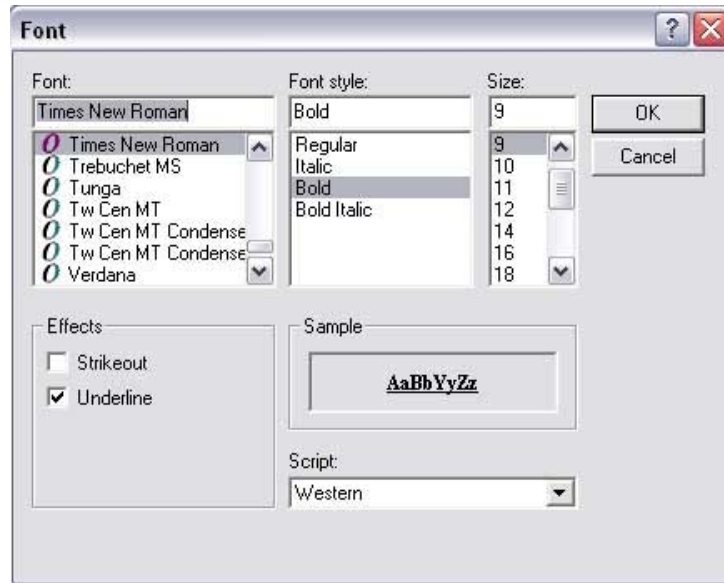 Font
Font:
Times New Roman
Times New Roman
Trebuchet MS
Tunga
Tw Cen MT
Tw Cen MT Condense
Tw Cen MT Condense
Verdana
Font style:
Bold
Regular
Italic
Bold
Bold Italic
Size:
9
9
10
11
12
14
16
18
OK
Cancel
Effects
Strikeout
Underline
Sample
AaBbYyZz
Script:
Western